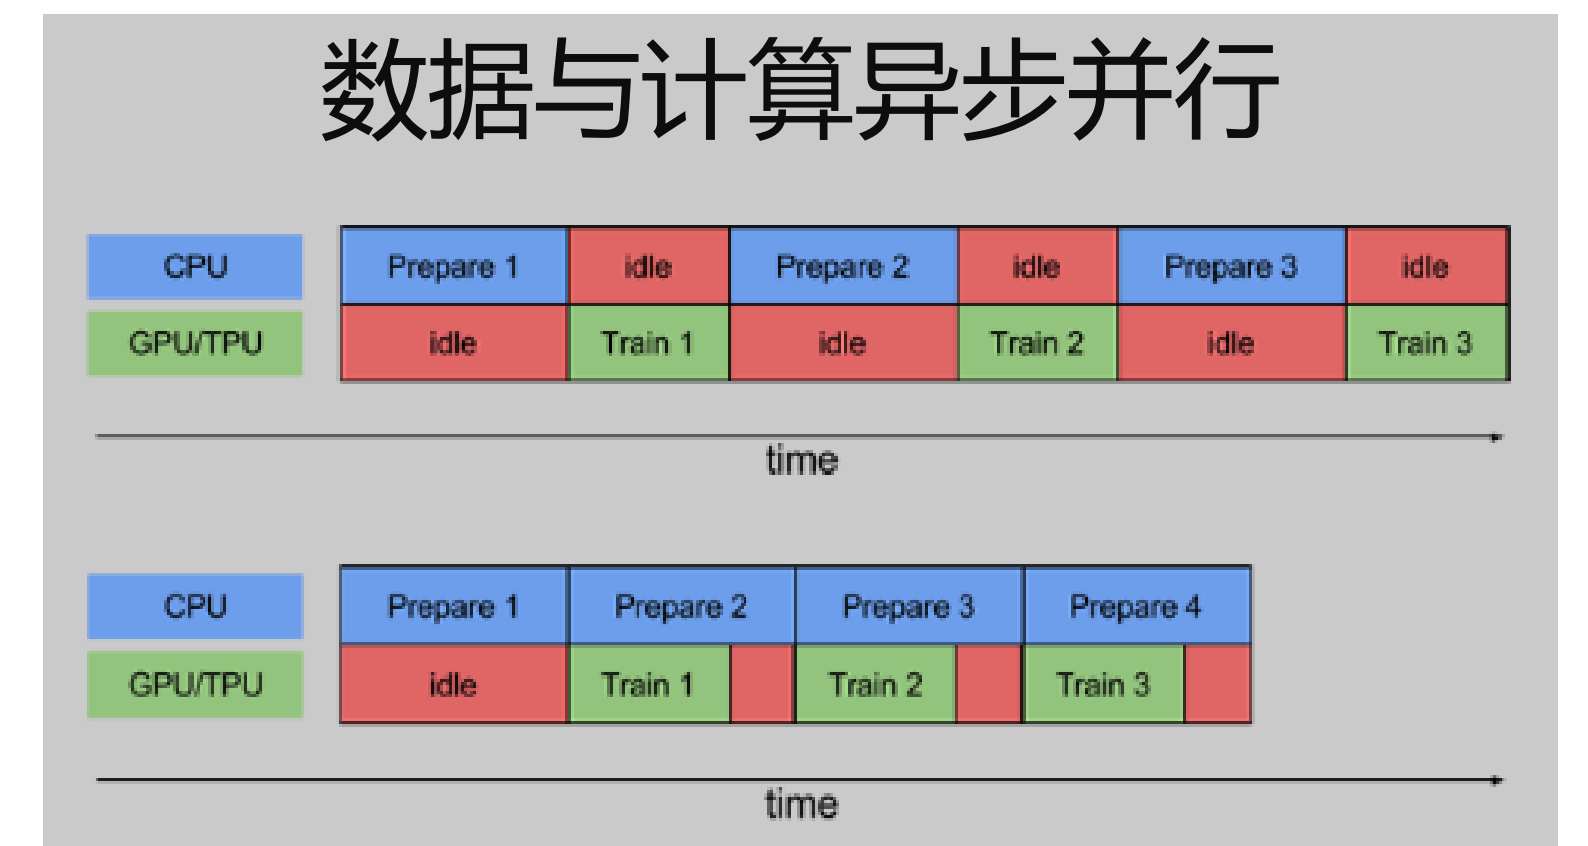 数据与计算异步并行
CPU Prepare 1 idle Prepare 2 idle Prepare 3 idle
GPU/TPU idle Train 1 idle Train 2 idle Train 3
time
CPU Prepare 1 Prepare 2 Prepare 3 Prepare 4
GPU/TPU idle Train 1 Train 2 Train 3
time